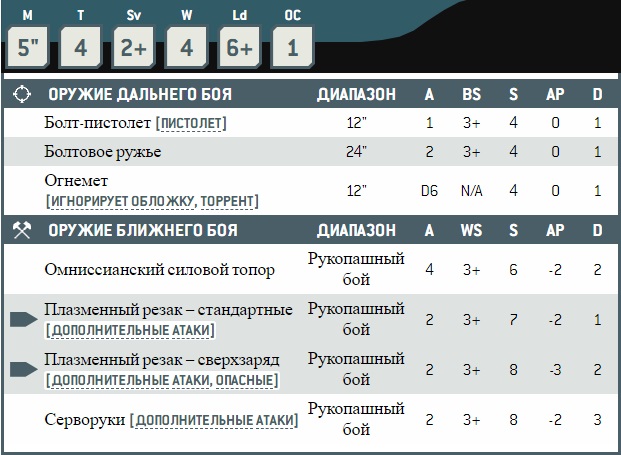 M T Sv W Ld OC
5" 4 2+ 4 6+ 1
ОРУЖИЕ ДАЛЬНЕГО БОЯ ДИАПАЗОН A BS S AP D
Болт-пистолет [ПИСТОЛЕТ] 12" 1 3+ 4 0 1
Болтовое ружье 24" 2 3+ 4 0 1
Огнемет
[ИГНОРИРУЕТ ОБЛОЖКУ, ТОРРЕНТ] 12" D6 N/A 4 0 1
ОРУЖИЕ БЛИЖНЕГО БОЯ ДИАПАЗОН A WS S AP D
Омниссианский силовой топор Рукопашный
бой 4 3+ 6 -2 2
Плазменный резак – стандартные Рукопашный
[ДОПОЛНИТЕЛЬНЫЕ АТАКИ] бой 2 3+ 7 -2 1
Плазменный резак – сверхзаряд Рукопашный
[ДОПОЛНИТЕЛЬНЫЕ АТАКИ, ОПАСНЫЕ] бой 2 3+ 8 -3 2
Серворуки [ДОПОЛНИТЕЛЬНЫЕ АТАКИ] Рукопашный
бой 2 3+ 8 -2 3